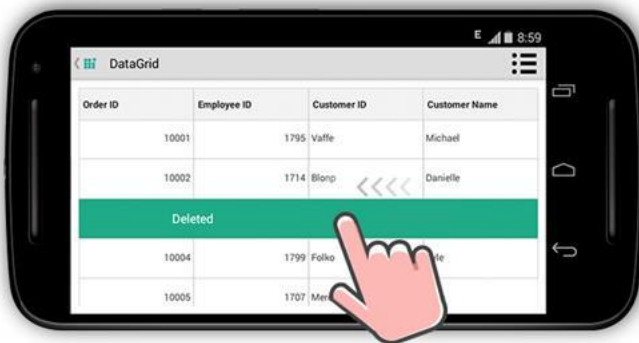 E 8:59
DataGrid
Order ID Employee ID Customer ID Customer Name
10001 1795 Vaffe Michael
10002 1714 Blonp Danielle
Deleted
10004 1799 Folko
10005 1707